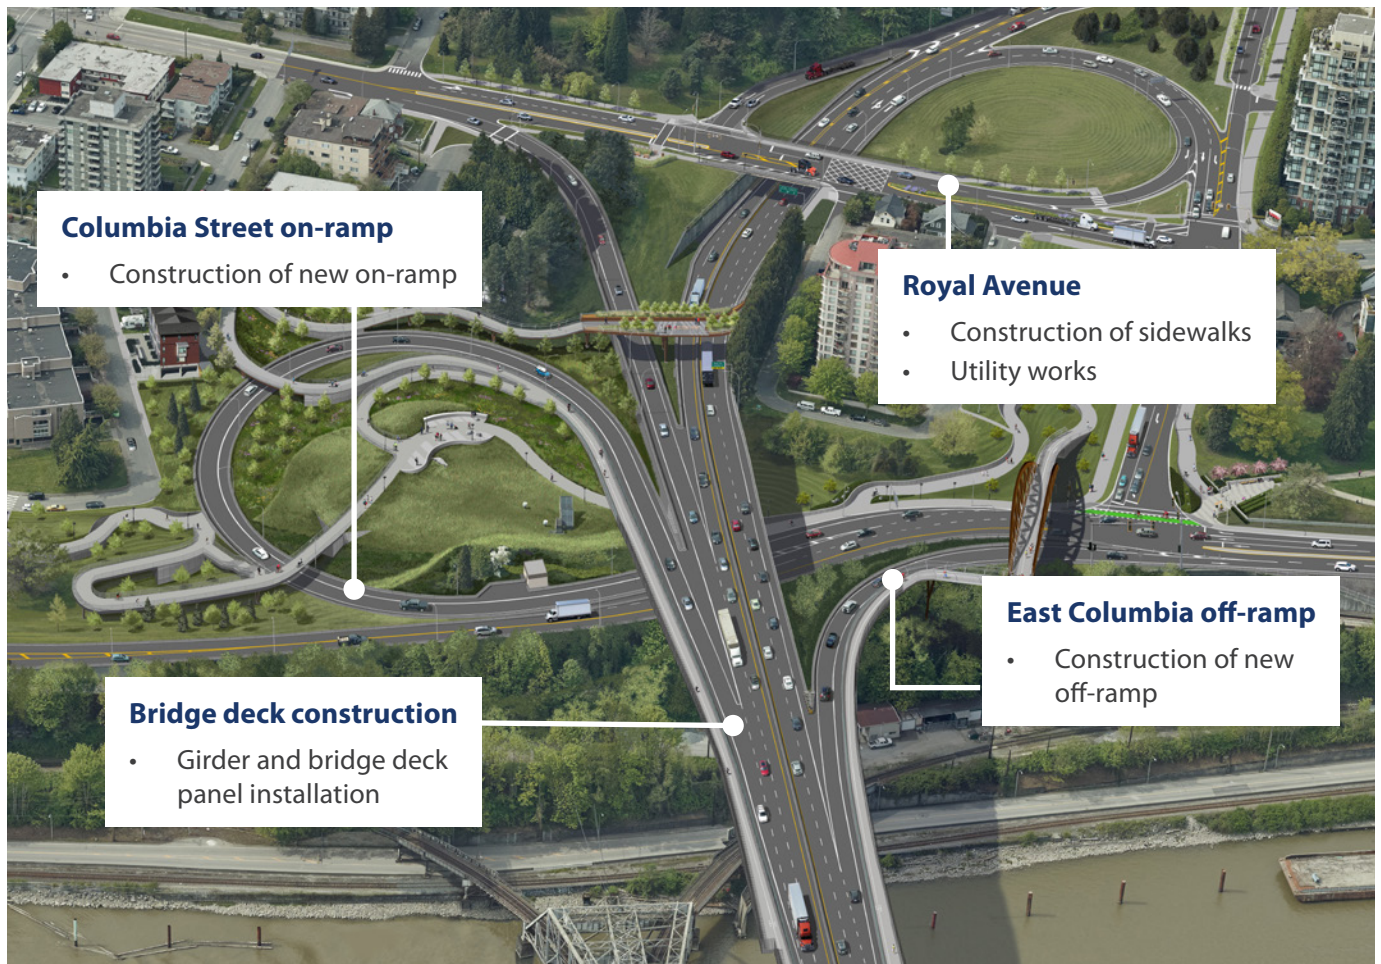 Columbia Street on-ramp
• Construction of new on-ramp
Royal Avenue
• Construction of sidewalks
• Utility works
East Columbia off-ramp
• Construction of new
off-ramp
Bridge deck construction
• Girder and bridge deck
panel installation